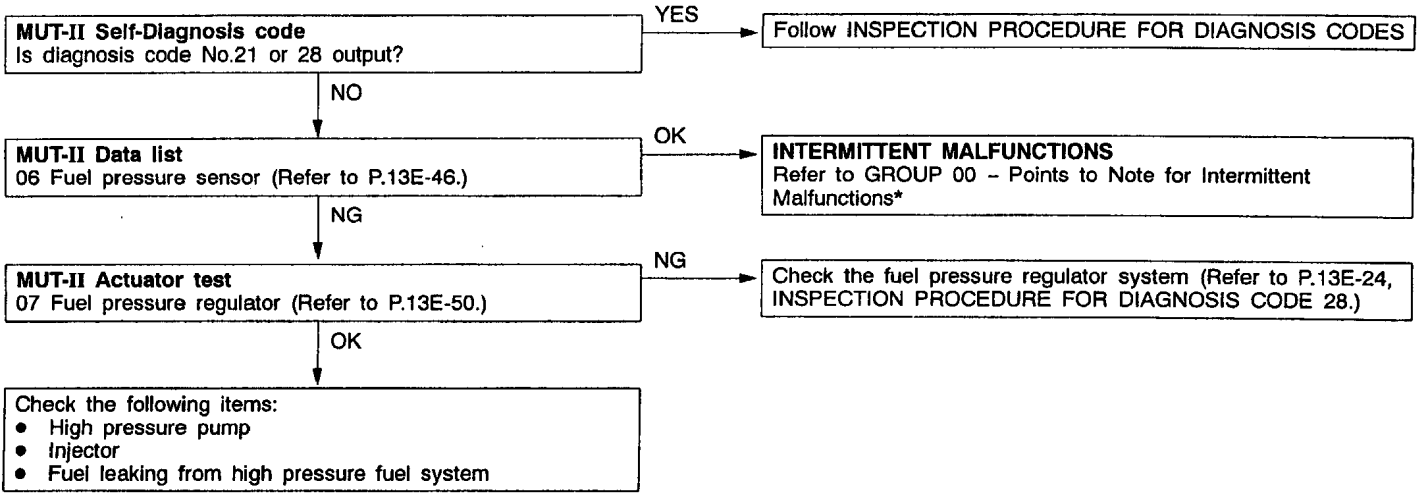 MUT-II Self-Diagnosis code
Is diagnosis code No.21 or 28 output?
YES
Follow INSPECTION PROCEDURE FOR DIAGNOSIS CODES
NO
MUT-II Data list
06 Fuel pressure sensor (Refer to P.13E-46.)
OK
INTERMITTENT MALFUNCTIONS
Refer to GROUP 00 – Points to Note for Intermittent
Malfunctions*
NG
MUT-II Actuator test
07 Fuel pressure regulator (Refer to P.13E-50.)
NG
Check the fuel pressure regulator system (Refer to P.13E-24,
INSPECTION PROCEDURE FOR DIAGNOSIS CODE 28.)
OK
Check the following items:
● High pressure pump
● Injector
● Fuel leaking from high pressure fuel system